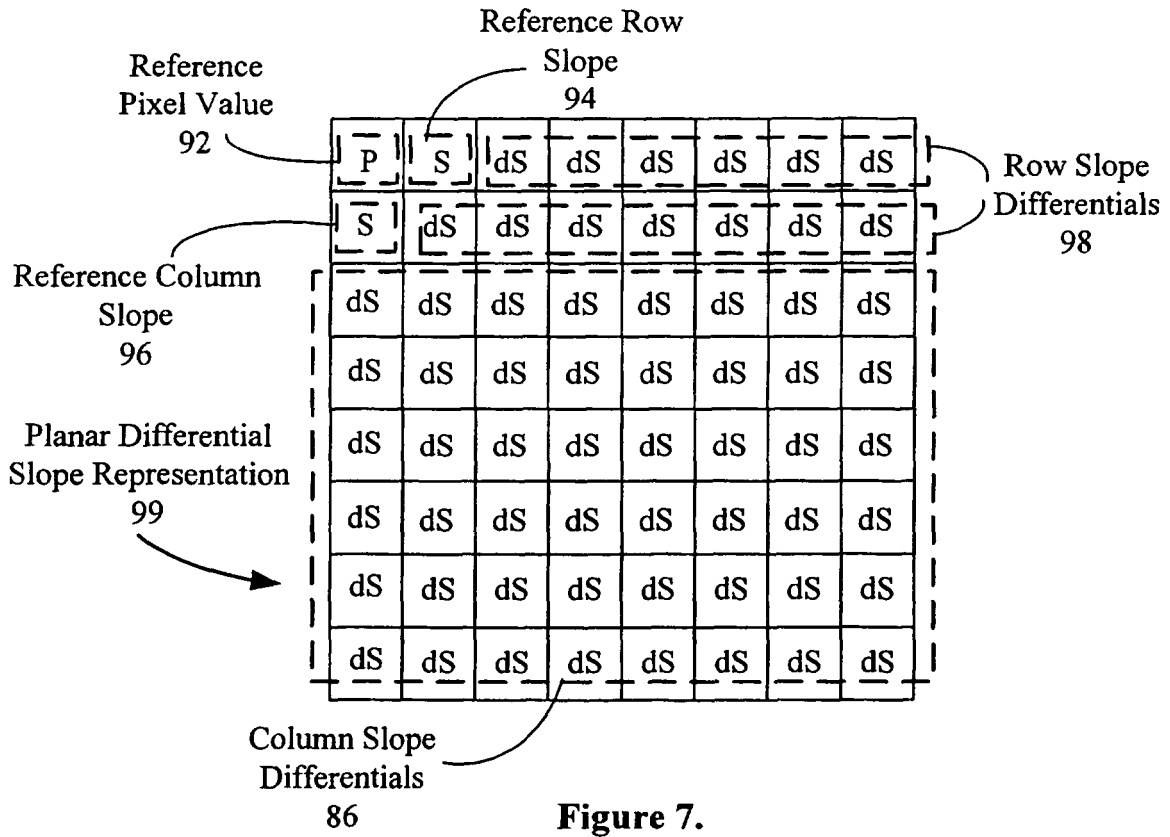 Reference Row
Slope
94
Reference
Pixel Value
92
P S dS dS dS dS dS dS
Row Slope
Differentials
98
S dS dS dS dS dS dS dS
Reference Column
Slope
96
dS dS dS dS dS dS dS dS
dS dS dS dS dS dS dS dS
Planar Differential
Slope Representation
99
dS dS dS dS dS dS dS dS
dS dS dS dS dS dS dS dS
dS dS dS dS dS dS dS dS
dS dS dS dS dS dS dS dS
Column Slope
Differentials
86
Figure 7.